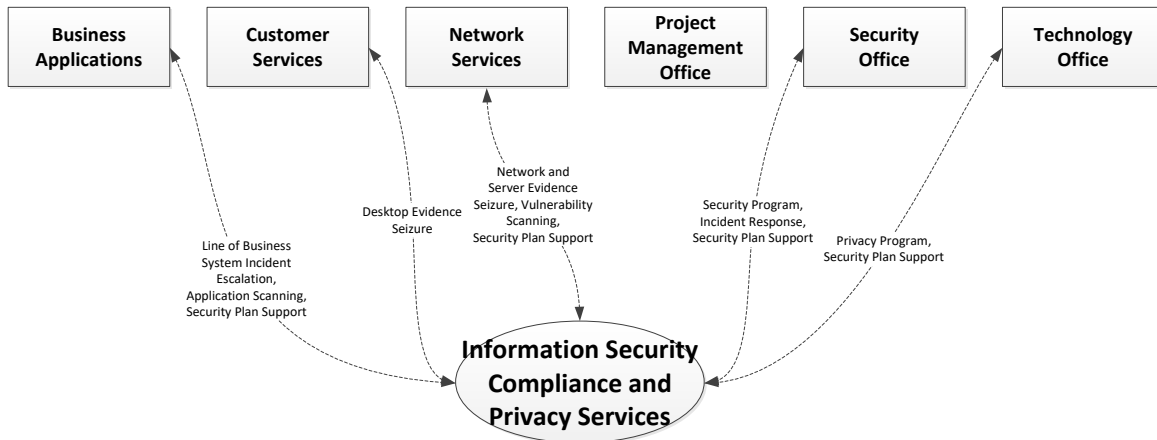 Business
Applications
Customer
Services
Network
Services
Project
Management
Office
Security
Office
Technology
Office
Line of Business
System Incident
Escalation,
Application Scanning,
Security Plan Support
Desktop Evidence
Seizure
Network and
Server Evidence
Seizure, Vulnerability
Scanning,
Security Plan Support
Security Program,
Incident Response,
Security Plan Support
Privacy Program,
Security Plan Support
Information Security
Compliance and
Privacy Services